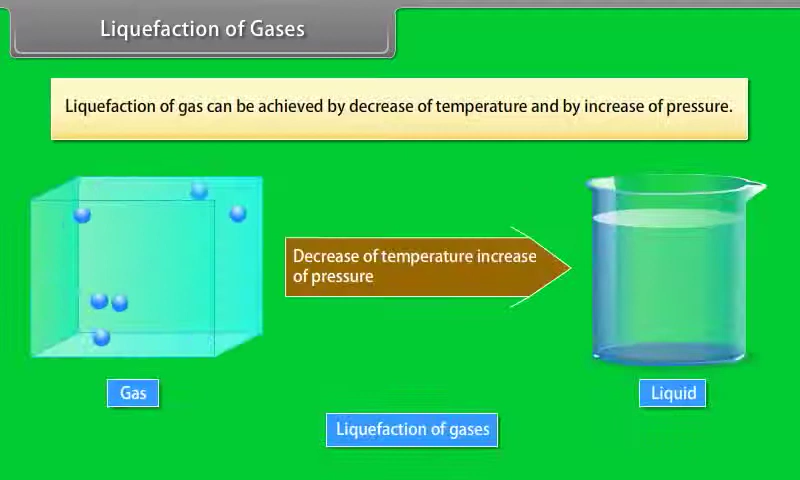 Liquefaction of Gases
Liquefaction of gas can be achieved by decrease of temperature and by increase of pressure.
Decrease of temperature increase
of pressure
Gas
Liquid
Liquefaction of gases